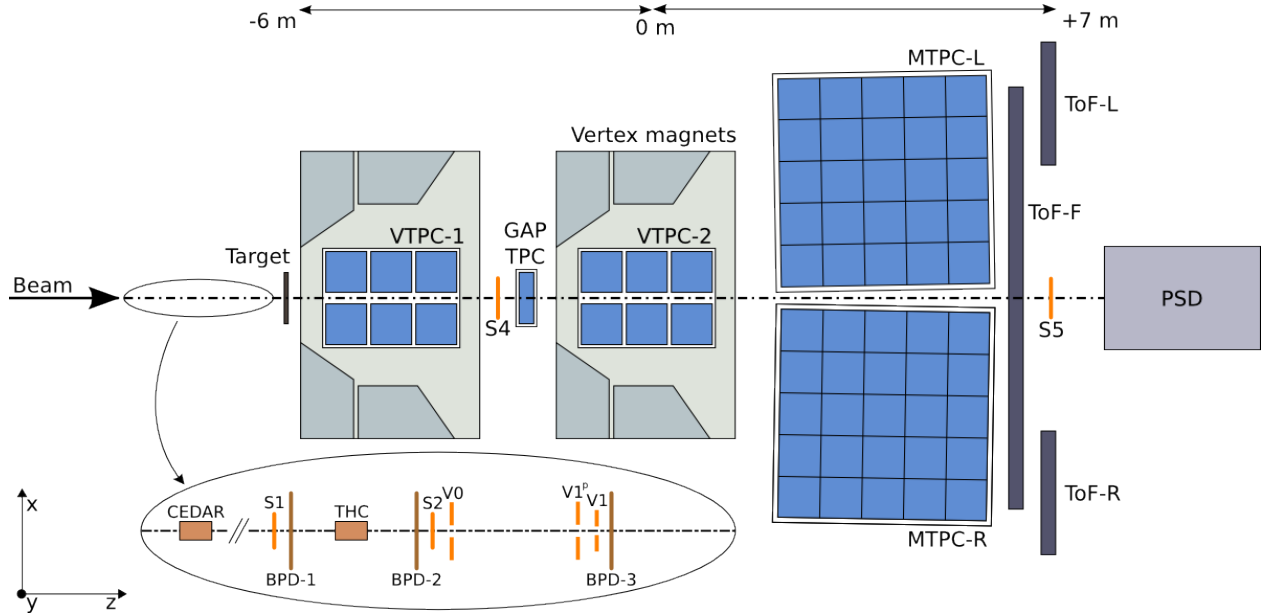 -6 m
0 m
+7 m
MTPC-L
ToF-L
Vertex magnets
ToF-F
VTPC-1
GAP
TPC
VTPC-2
Target
Beam
S4
S5
PSD
ToF-R
MTPC-R
x
y
z
CEDAR
S1
THC
S2
V0
V1ᵖ
V1
BPD-1
BPD-2
BPD-3